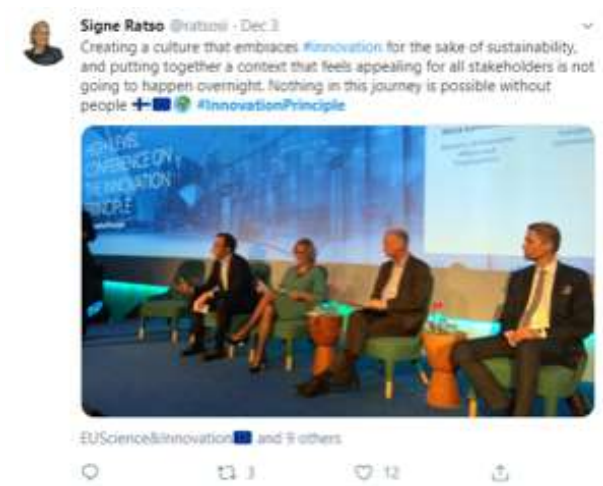 Signe Ratso @ratsosi · Dec 3
Creating a culture that embraces #innovation for the sake of sustainability,
and putting together a context that feels appealing for all stakeholders is not
going to happen overnight. Nothing in this journey is possible without
people 🇫🇮🇪🇺🌍 #InnovationPrinciple
HIGH-LEVEL
CONFERENCE ON
THE INNOVATION
PRINCIPLE
EUScience&Innovation🇪🇺 and 9 others
3 12